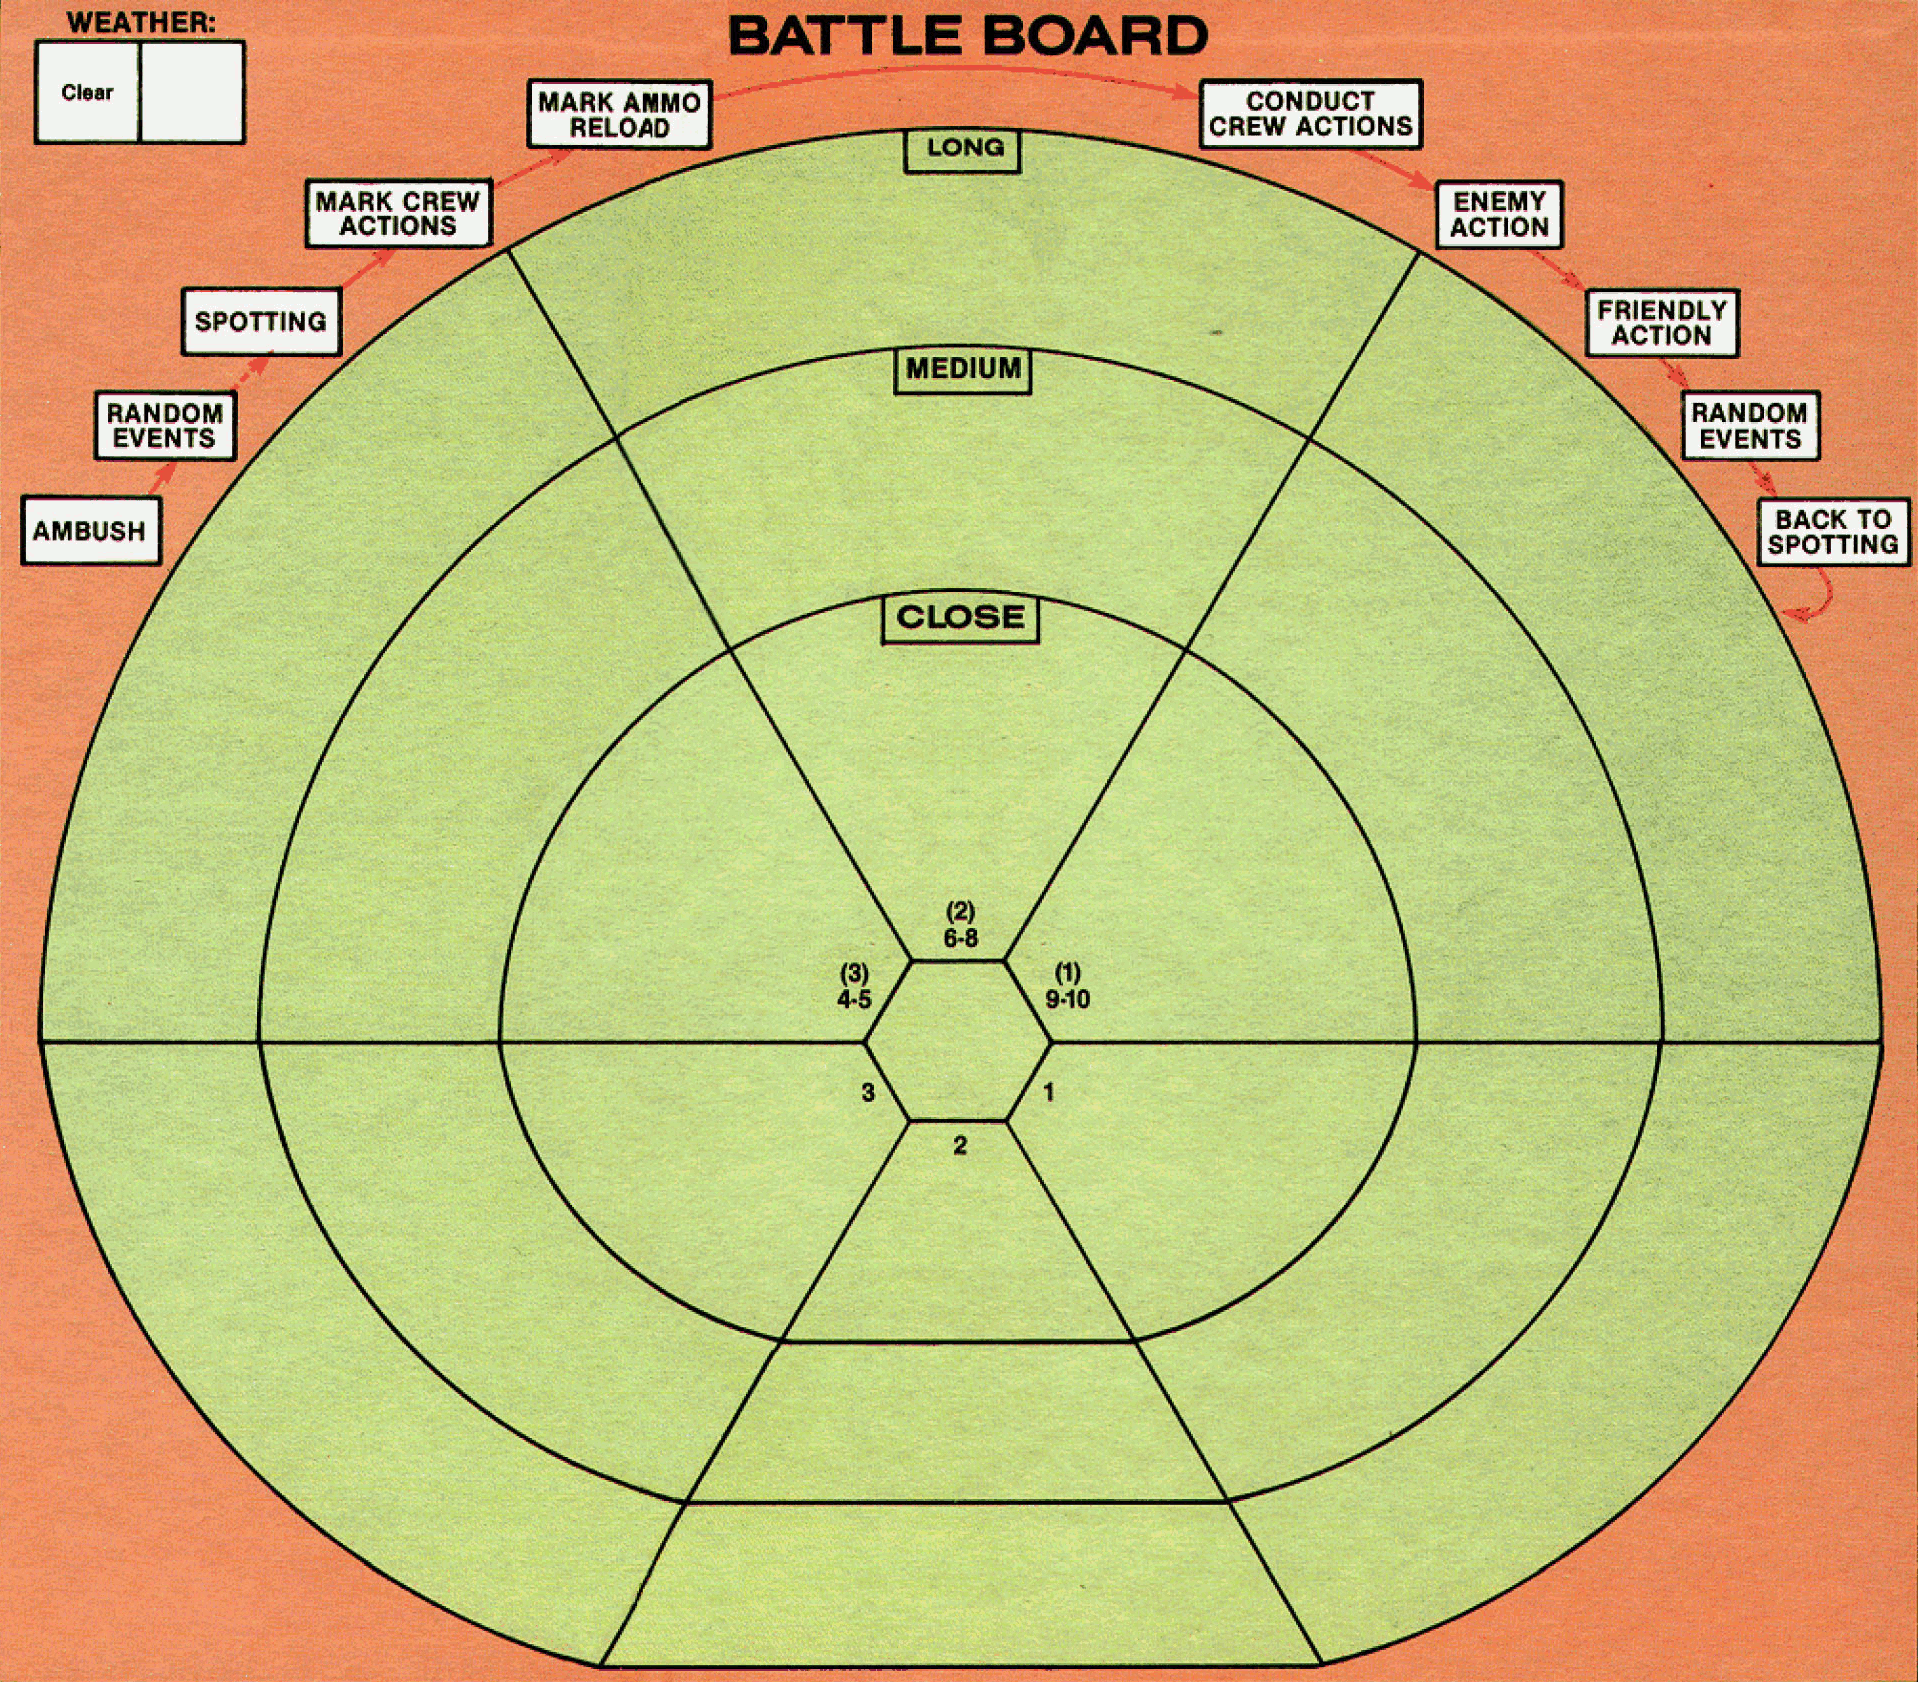 WEATHER:
Clear
BATTLE BOARD
AMBUSH
RANDOM
EVENTS
SPOTTING
MARK CREW
ACTIONS
MARK AMMO
RELOAD
CONDUCT
CREW ACTIONS
ENEMY
ACTION
FRIENDLY
ACTION
RANDOM
EVENTS
BACK TO
SPOTTING
LONG
MEDIUM
CLOSE
(2)
6-8
(3)
4-5
(1)
9-10
3
1
2